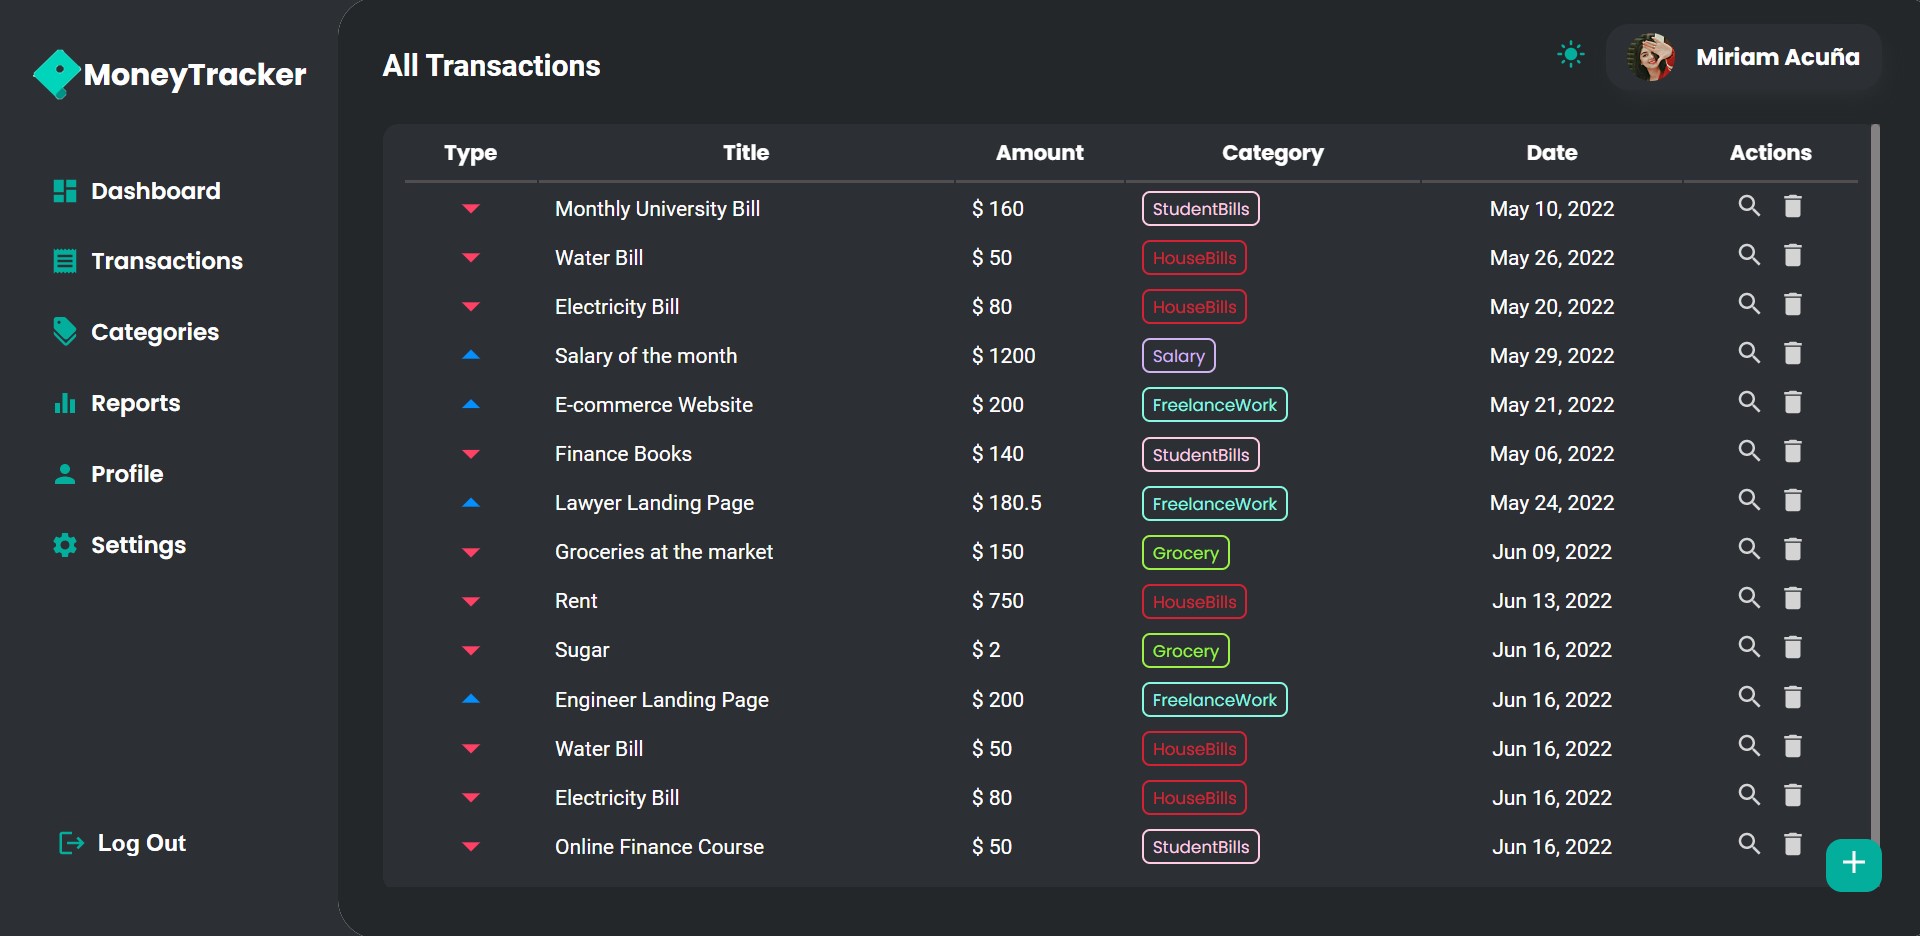 MoneyTracker
Dashboard
Transactions
Categories
Reports
Profile
Settings
Log Out
All Transactions
Miriam Acuña
Type Title Amount Category Date Actions
Monthly University Bill $ 160 StudentBills May 10, 2022
Water Bill $ 50 HouseBills May 26, 2022
Electricity Bill $ 80 HouseBills May 20, 2022
Salary of the month $ 1200 Salary May 29, 2022
E-commerce Website $ 200 FreelanceWork May 21, 2022
Finance Books $ 140 StudentBills May 06, 2022
Lawyer Landing Page $ 180.5 FreelanceWork May 24, 2022
Groceries at the market $ 150 Grocery Jun 09, 2022
Rent $ 750 HouseBills Jun 13, 2022
Sugar $ 2 Grocery Jun 16, 2022
Engineer Landing Page $ 200 FreelanceWork Jun 16, 2022
Water Bill $ 50 HouseBills Jun 16, 2022
Electricity Bill $ 80 HouseBills Jun 16, 2022
Online Finance Course $ 50 StudentBills Jun 16, 2022
+